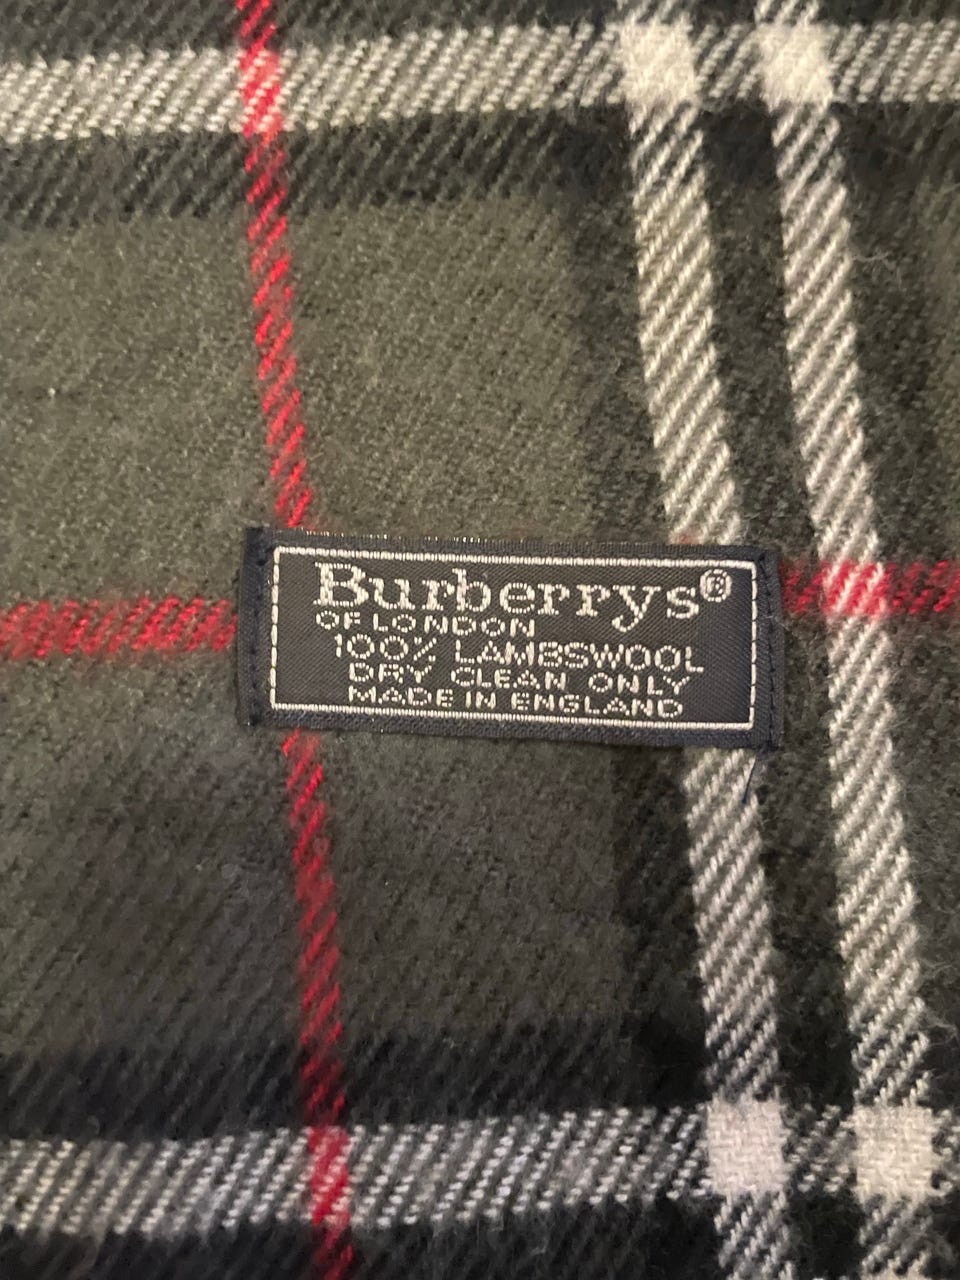 Burberrys®
OF LONDON
100% LAMBSWOOL
DRY CLEAN ONLY
MADE IN ENGLAND